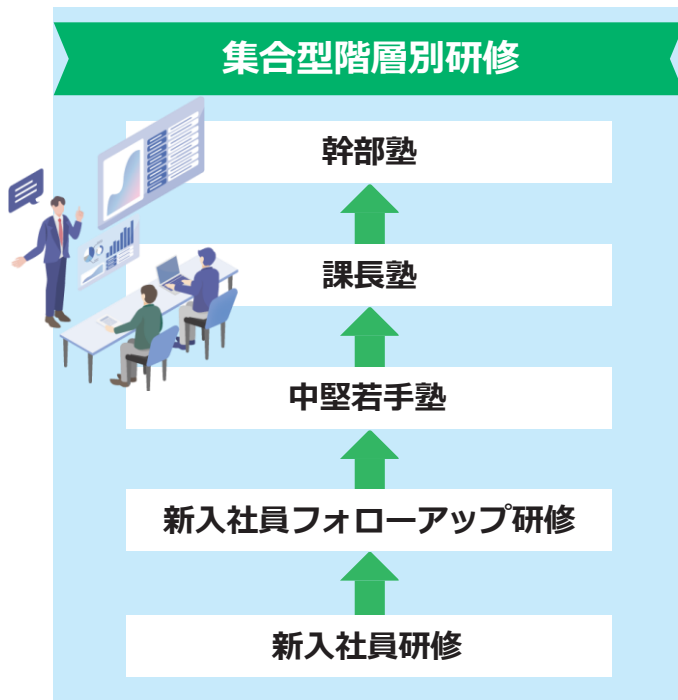 集合型階層別研修
幹部塾
課長塾
中堅若手塾
新入社員フォローアップ研修
新入社員研修